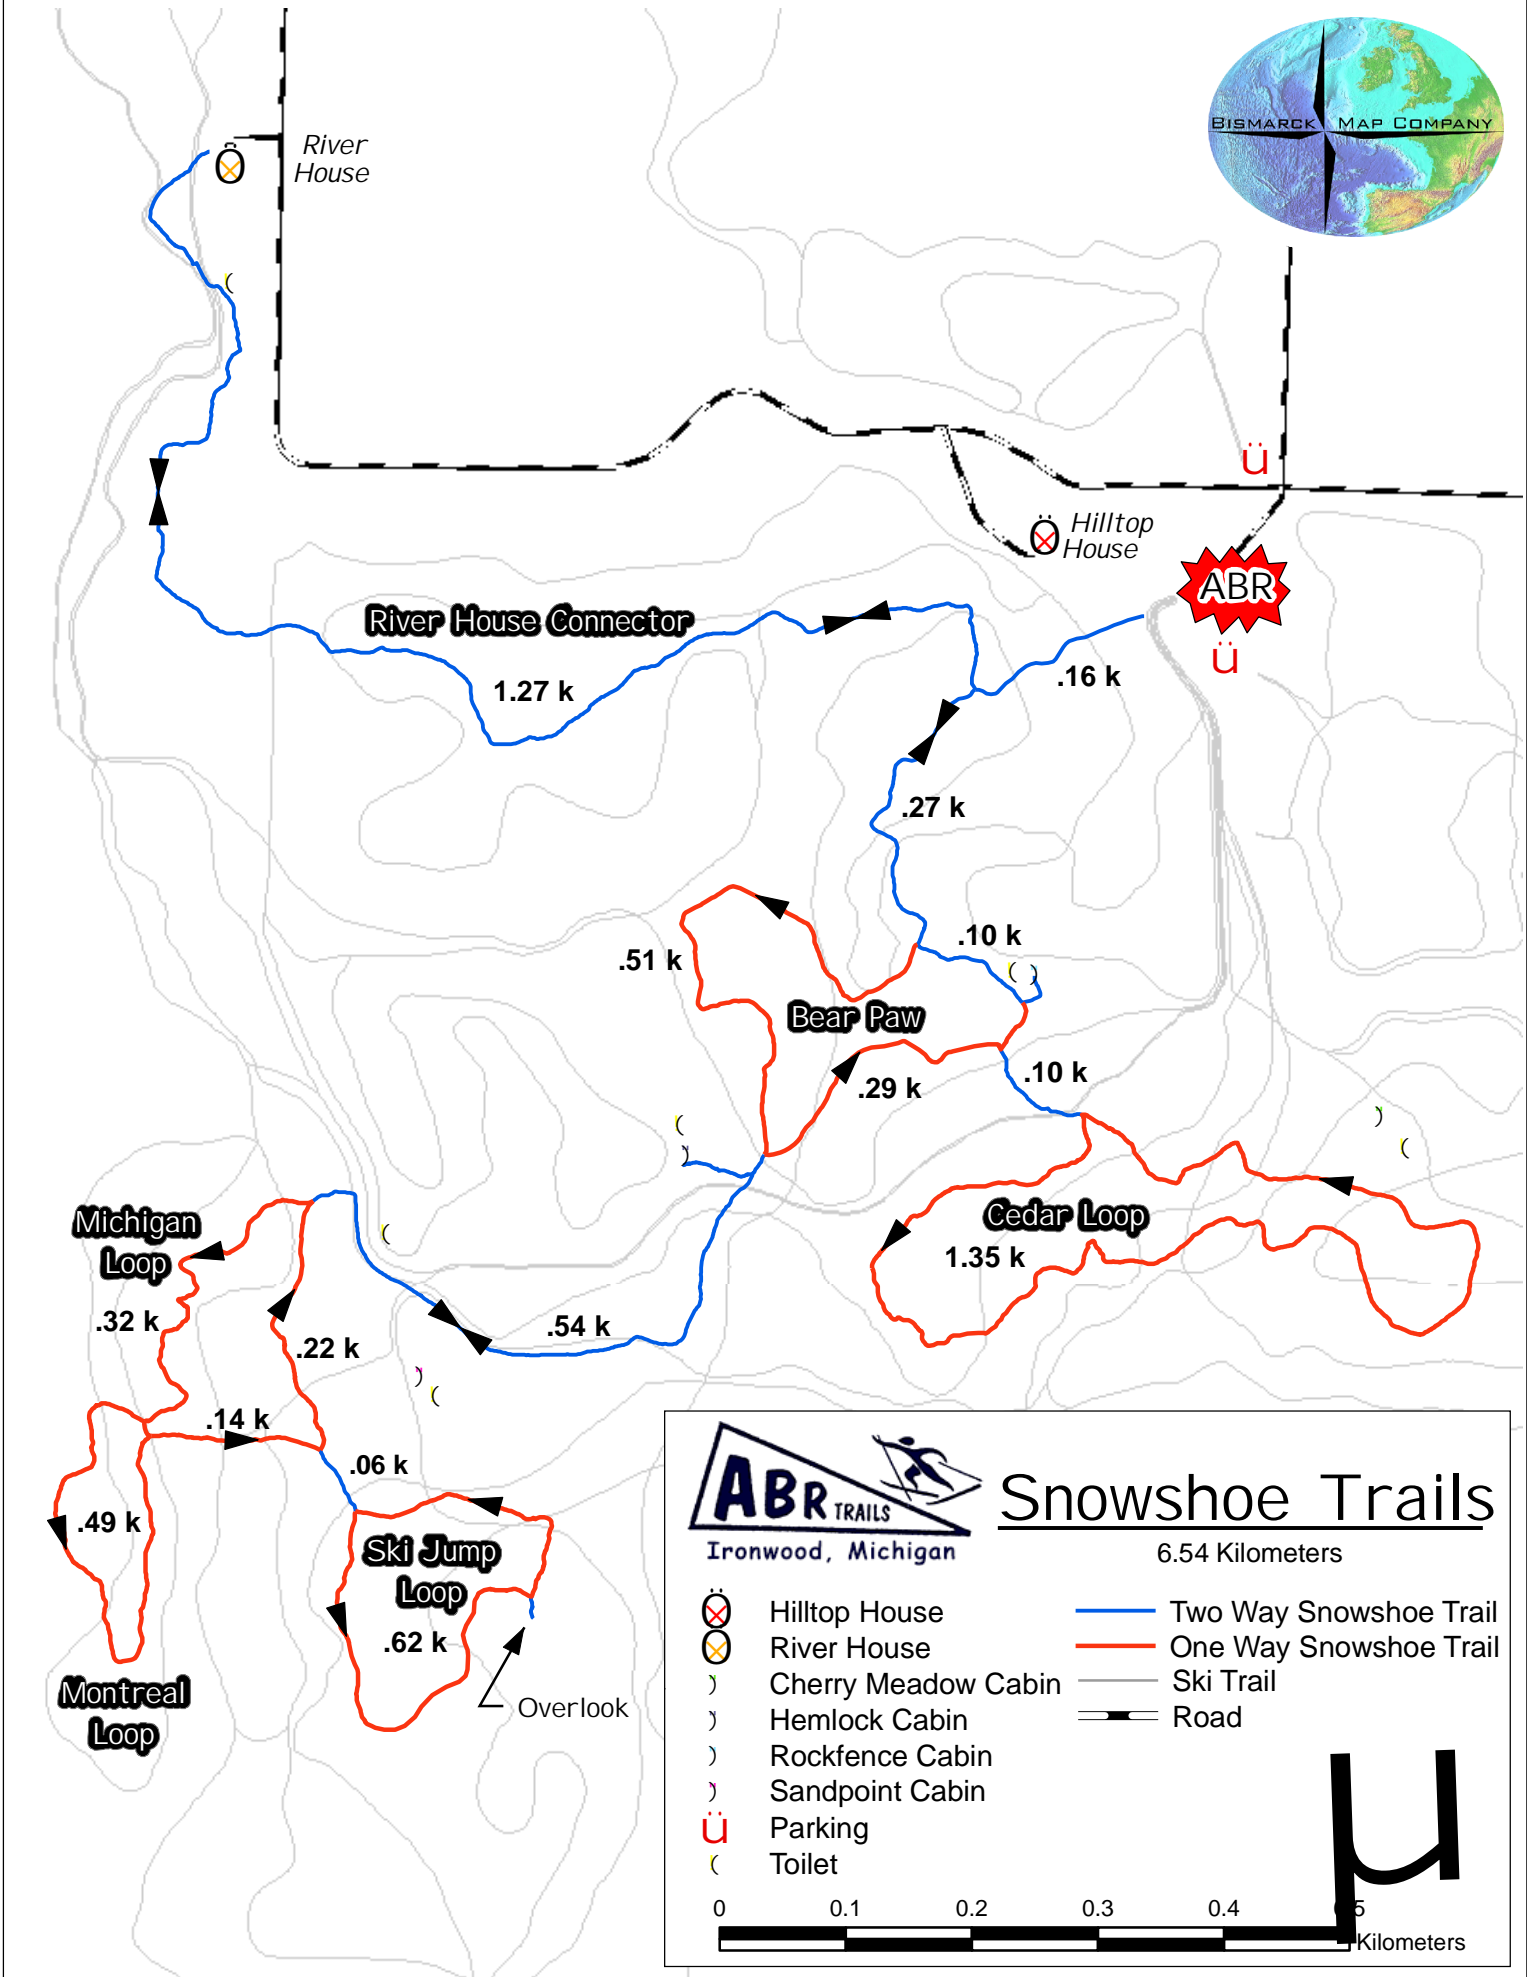 BISMARCK MAP COMPANY
River
House
ü
Hilltop
House
ABR
ü
River House Connector
1.27 k
.16 k
.27 k
.10 k
.51 k
Bear Paw
.10 k
.29 k
Michigan
Loop
Cedar Loop
1.35 k
.32 k
.54 k
.22 k
.14 k
.06 k
.49 k
Ski Jump
Loop
.62 k
Montreal
Loop
Overlook
ABR TRAILS
Ironwood, Michigan
Snowshoe Trails
6.54 Kilometers
Hilltop House
River House
Cherry Meadow Cabin
Hemlock Cabin
Rockfence Cabin
Sandpoint Cabin
ü Parking
Toilet
Two Way Snowshoe Trail
One Way Snowshoe Trail
Ski Trail
Road
µ
0 0.1 0.2 0.3 0.4 0.5
Kilometers